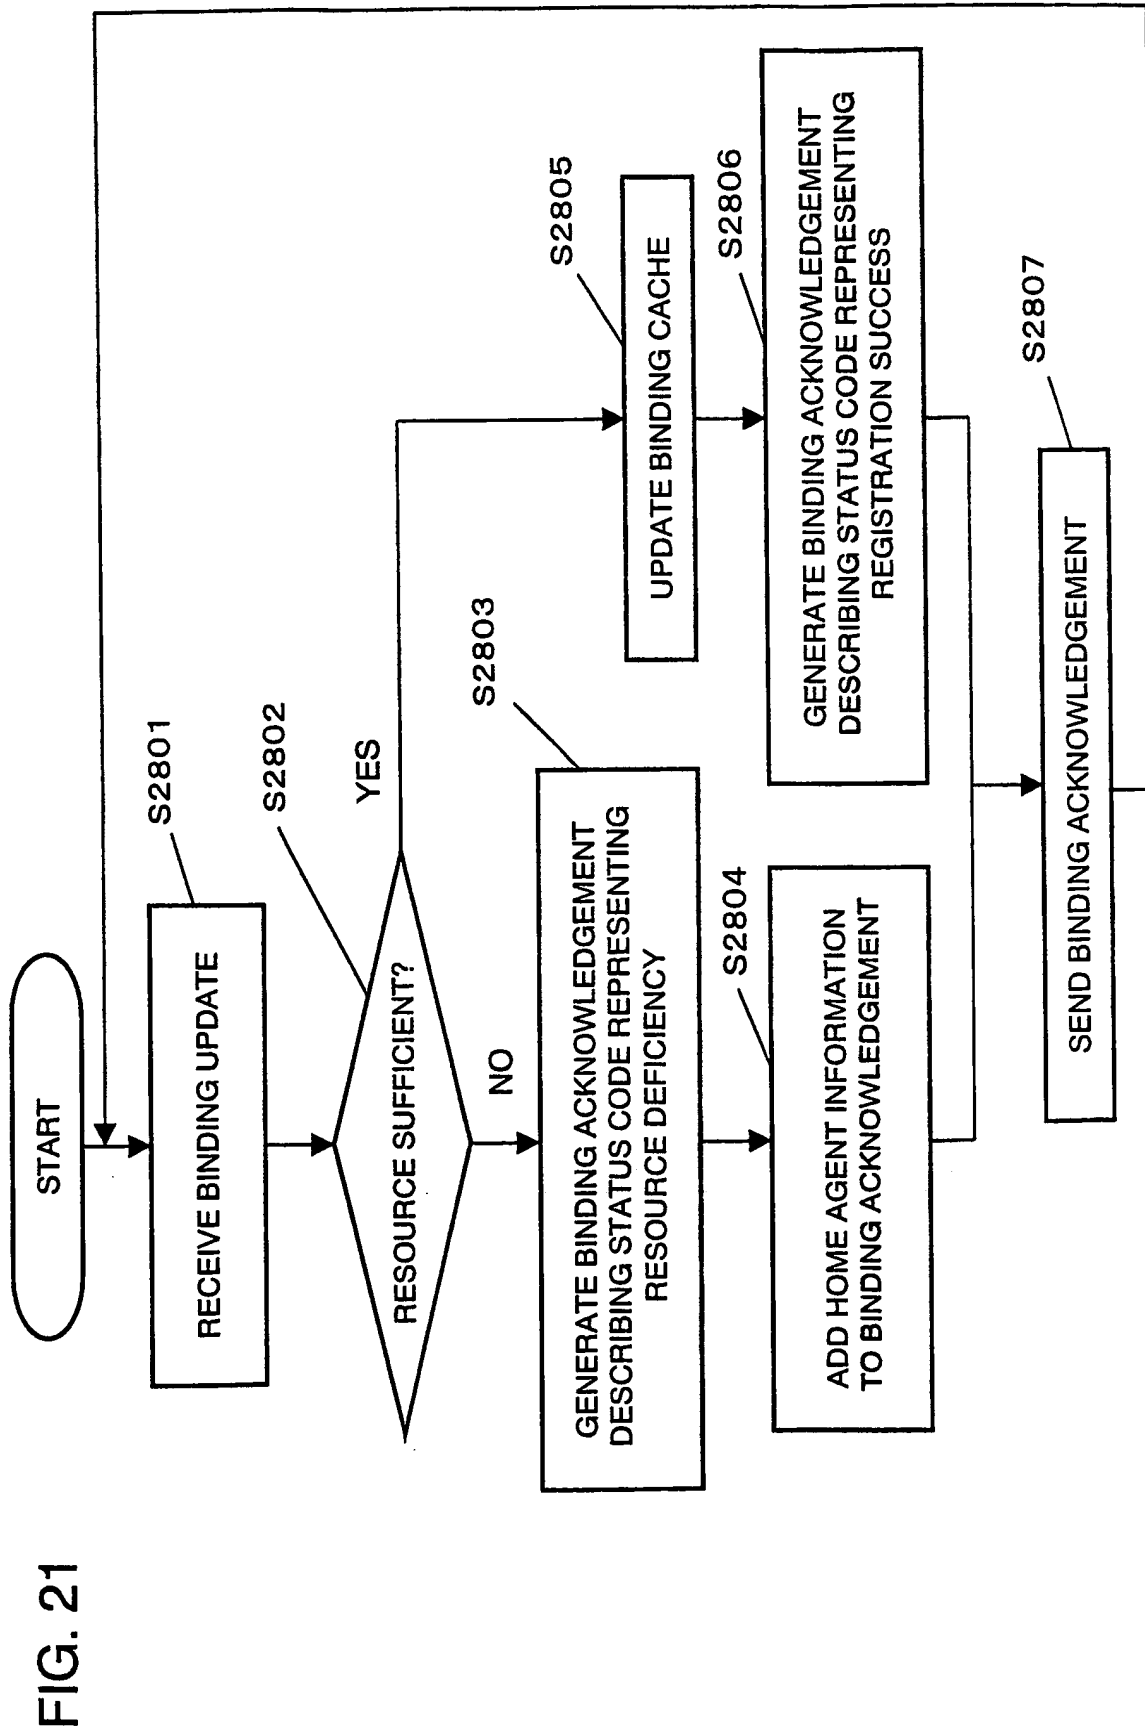 FIG. 21
START
S2801
RECEIVE BINDING UPDATE
S2802
RESOURCE SUFFICIENT?
YES
NO
S2803
GENERATE BINDING ACKNOWLEDGEMENT
DESCRIBING STATUS CODE REPRESENTING
RESOURCE DEFICIENCY
S2804
ADD HOME AGENT INFORMATION
TO BINDING ACKNOWLEDGEMENT
S2805
UPDATE BINDING CACHE
S2806
GENERATE BINDING ACKNOWLEDGEMENT
DESCRIBING STATUS CODE REPRESENTING
REGISTRATION SUCCESS
S2807
SEND BINDING ACKNOWLEDGEMENT